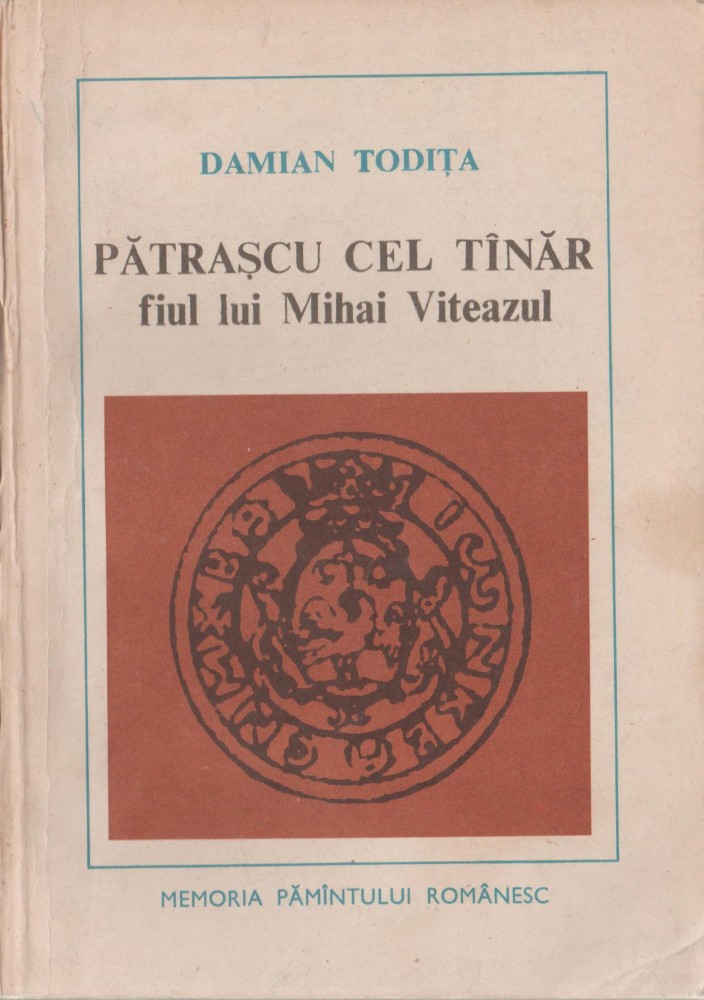 DAMIAN TODIȚA
PĂTRAȘCU CEL TÎNĂR
fiul lui Mihai Viteazul
MEMORIA PĂMÎNTULUI ROMÂNESC